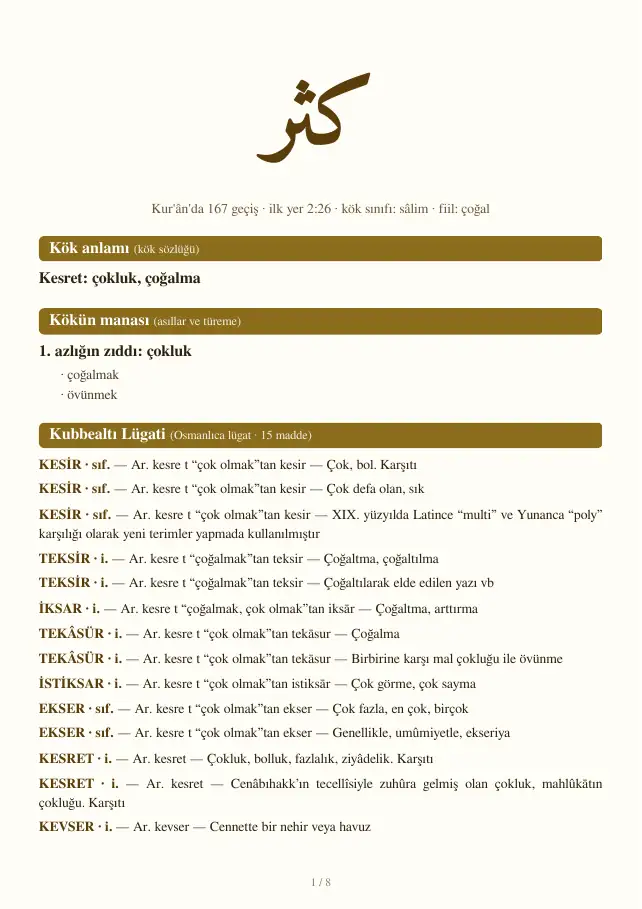 كثر
Kur'ân'da 167 geçiş · ilk yer 2:26 · kök sınıfı: sâlim · fiil: çoğal
Kök anlamı (kök sözlüğü)
Kesret: çokluk, çoğalma
Kökün manası (asıllar ve türeme)
1. azlığın zıddı: çokluk
· çoğalmak
· övünmek
Kubbealtı Lügati (Osmanlıca lügat · 15 madde)
KESİR · sıf. — Ar. kesre t “çok olmak”tan kesir — Çok, bol. Karşıtı
KESİR · sıf. — Ar. kesre t “çok olmak”tan kesir — Çok defa olan, sık
KESİR · sıf. — Ar. kesre t “çok olmak”tan kesir — XIX. yüzyılda Latince “multi” ve Yunanca “poly”
karşılığı olarak yeni terimler yapmada kullanılmıştır
TEKSİR · i. — Ar. kesre t “çoğalmak”tan teksir — Çoğaltma, çoğaltılma
TEKSİR · i. — Ar. kesre t “çoğalmak”tan teksir — Çoğaltılarak elde edilen yazı vb
İKSAR · i. — Ar. kesre t “çoğalmak, çok olmak”tan iksār — Çoğaltma, arttırma
TEKÂSÜR · i. — Ar. kesre t “çok olmak”tan tekāsur — Çoğalma
TEKÂSÜR · i. — Ar. kesre t “çok olmak”tan tekāsur — Birbirine karşı mal çokluğu ile övünme
İSTİKSAR · i. — Ar. kesre t “çok olmak”tan istiksār — Çok görme, çok sayma
EKSER · sıf. — Ar. kesre t “çok olmak”tan ekser — Çok fazla, en çok, birçok
EKSER · sıf. — Ar. kesre t “çok olmak”tan ekser — Genellikle, umûmiyetle, ekseriya
KESRET · i. — Ar. kesret — Çokluk, bolluk, fazlalık, ziyâdelik. Karşıtı
KESRET · i. — Ar. kesret — Cenâbıhakk’ın tecellîsiyle zuhûra gelmiş olan çokluk, mahlûkātın
çokluğu. Karşıtı
KEVSER · i. — Ar. kevser — Cennette bir nehir veya havuz
1 / 8